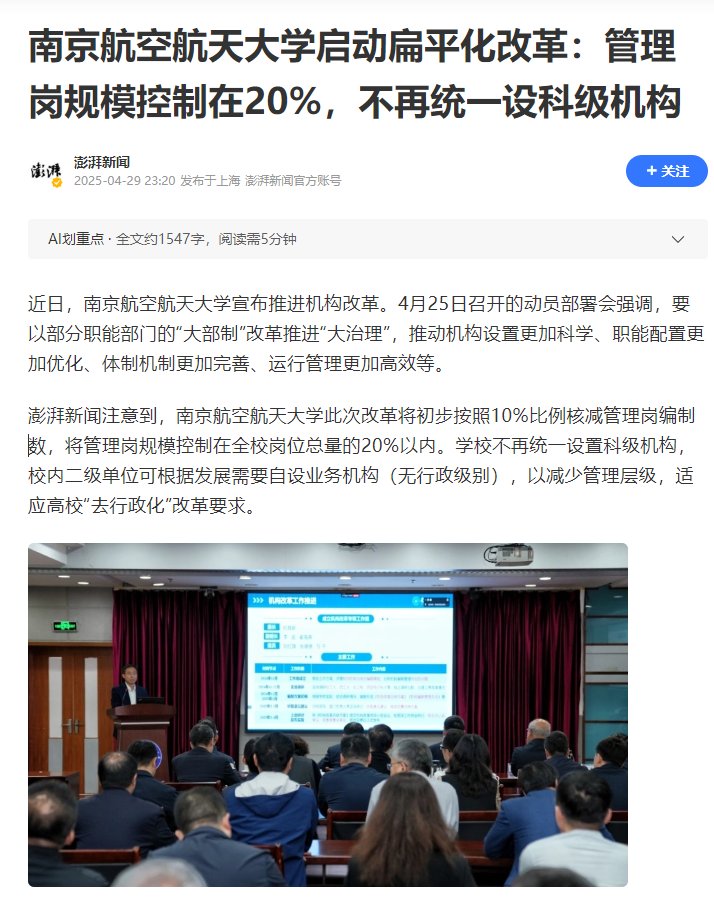 南京航空航天大学启动扁平化改革：管理
岗规模控制在20%，不再统一设科级机构
澎湃
澎湃新闻
2025-04-29 23:20 发布于上海 澎湃新闻官方账号
+ 关注
AI划重点 · 全文约1547字，阅读需5分钟
近日，南京航空航天大学宣布推进机构改革。4月25日召开的动员部署会强调，要
以部分职能部门的“大部制”改革推进“大治理”，推动机构设置更加科学、职能配置更
加优化、体制机制更加完善、运行管理更加高效等。
澎湃新闻注意到，南京航空航天大学此次改革将初步按照10%比例核减管理岗编制
数，将管理岗规模控制在全校岗位总量的20%以内。学校不再统一设置科级机构，
校内二级单位可根据发展需要自设业务机构（无行政级别），以减少管理层级，适
应高校“去行政化”改革要求。
>>> 机构改革工作推进
成立机构改革专项工作组
主要工作